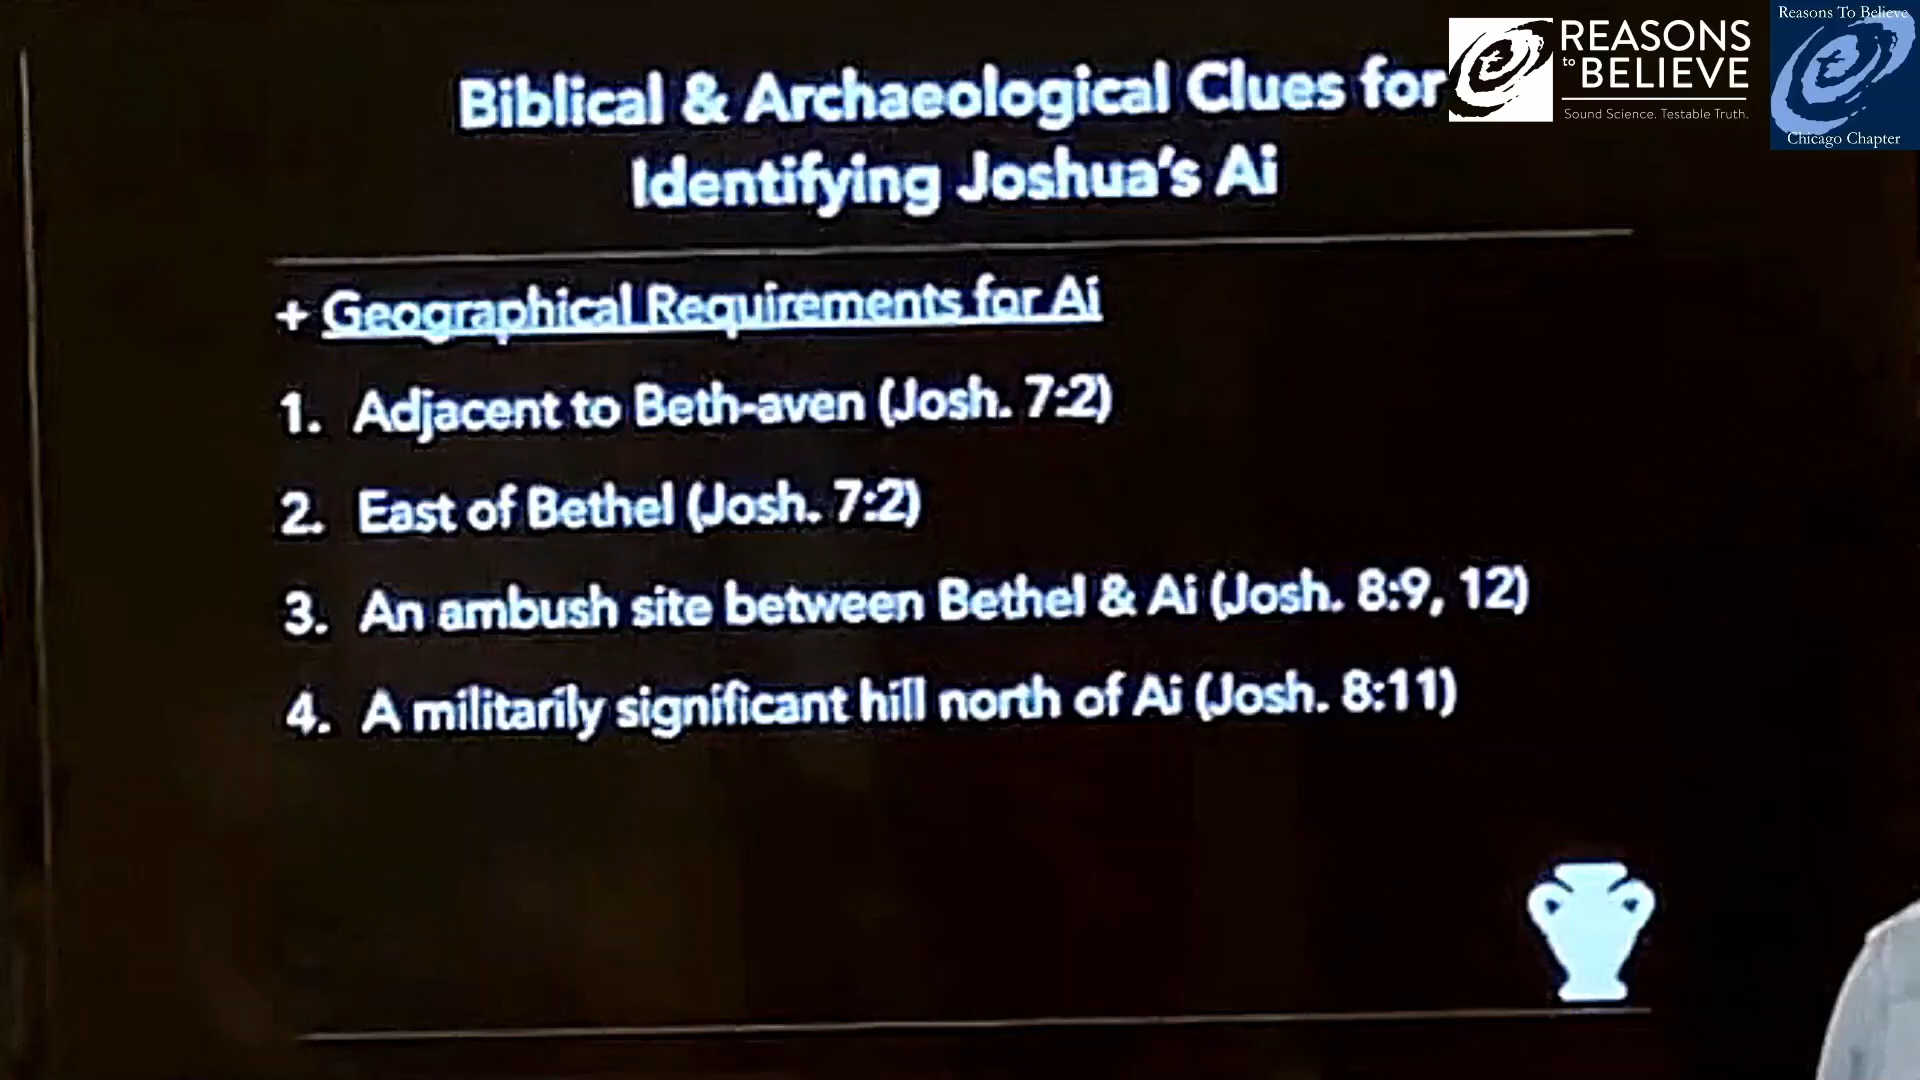 Biblical & Archaeological Clues for
Identifying Joshua's Ai
+ Geographical Requirements for Ai
1. Adjacent to Beth-aven (Josh. 7:2)
2. East of Bethel (Josh. 7:2)
3. An ambush site between Bethel & Ai (Josh. 8:9, 12)
4. A militarily significant hill north of Ai (Josh. 8:11)
REASONS
to BELIEVE
Sound Science. Testable Truth.
Reasons To Believe
Chicago Chapter